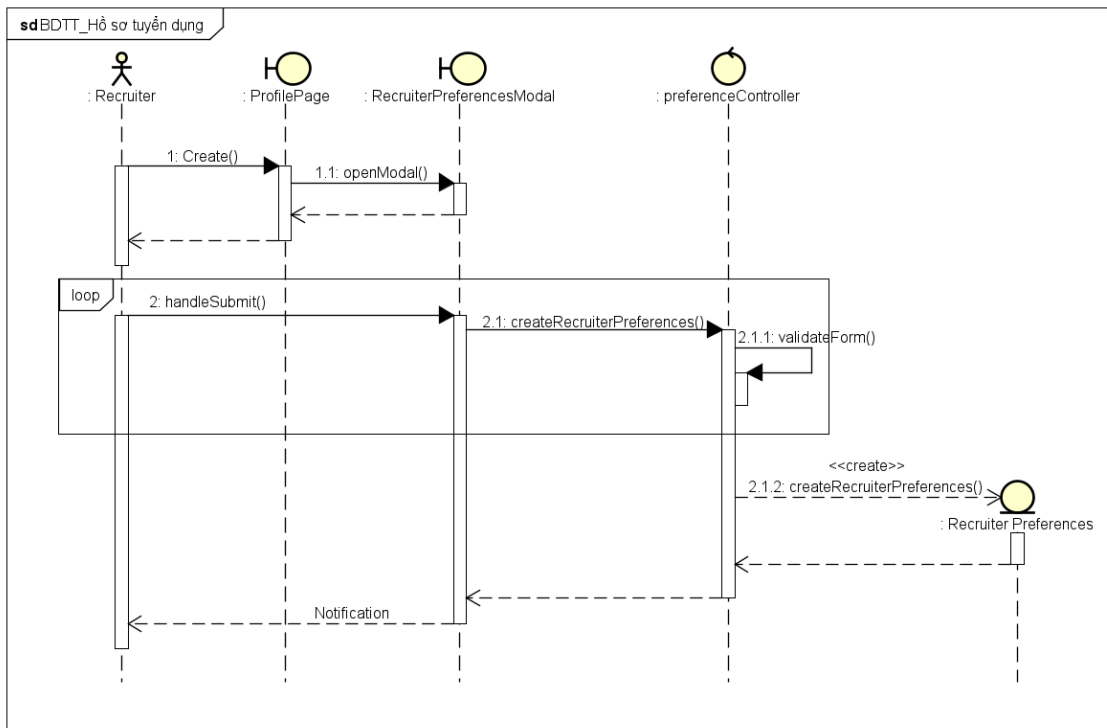 sd BDTT_Hồ sơ tuyển dụng
: Recruiter
: ProfilePage
: RecruiterPreferencesModal
: preferenceController
1: Create()
1.1: openModal()
loop
2: handleSubmit()
2.1: createRecruiterPreferences()
2.1.1: validateForm()
<<create>>
2.1.2: createRecruiterPreferences()
: Recruiter Preferences
Notification